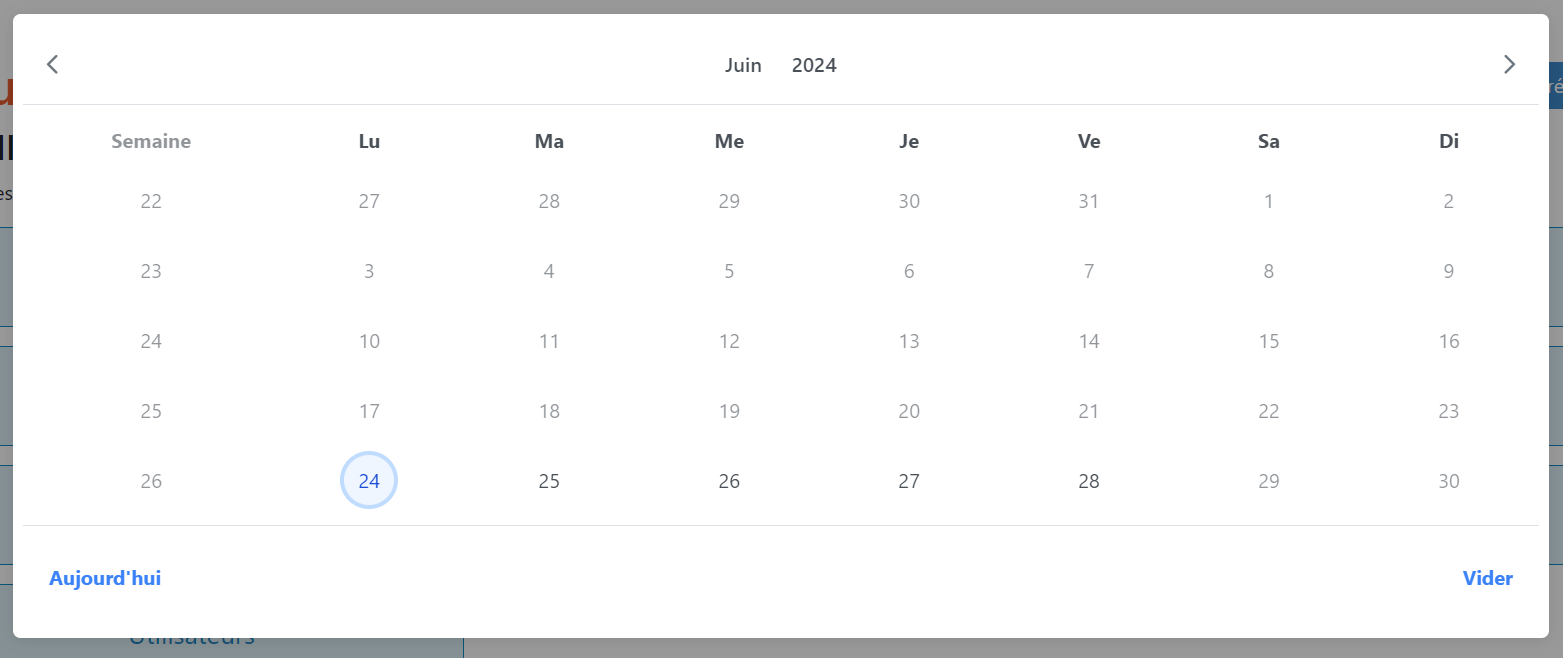 Juin 2024
Semaine Lu Ma Me Je Ve Sa Di
22 27 28 29 30 31 1 2
23 3 4 5 6 7 8 9
24 10 11 12 13 14 15 16
25 17 18 19 20 21 22 23
26 24 25 26 27 28 29 30
Aujourd'hui Vider
Utilisateurs